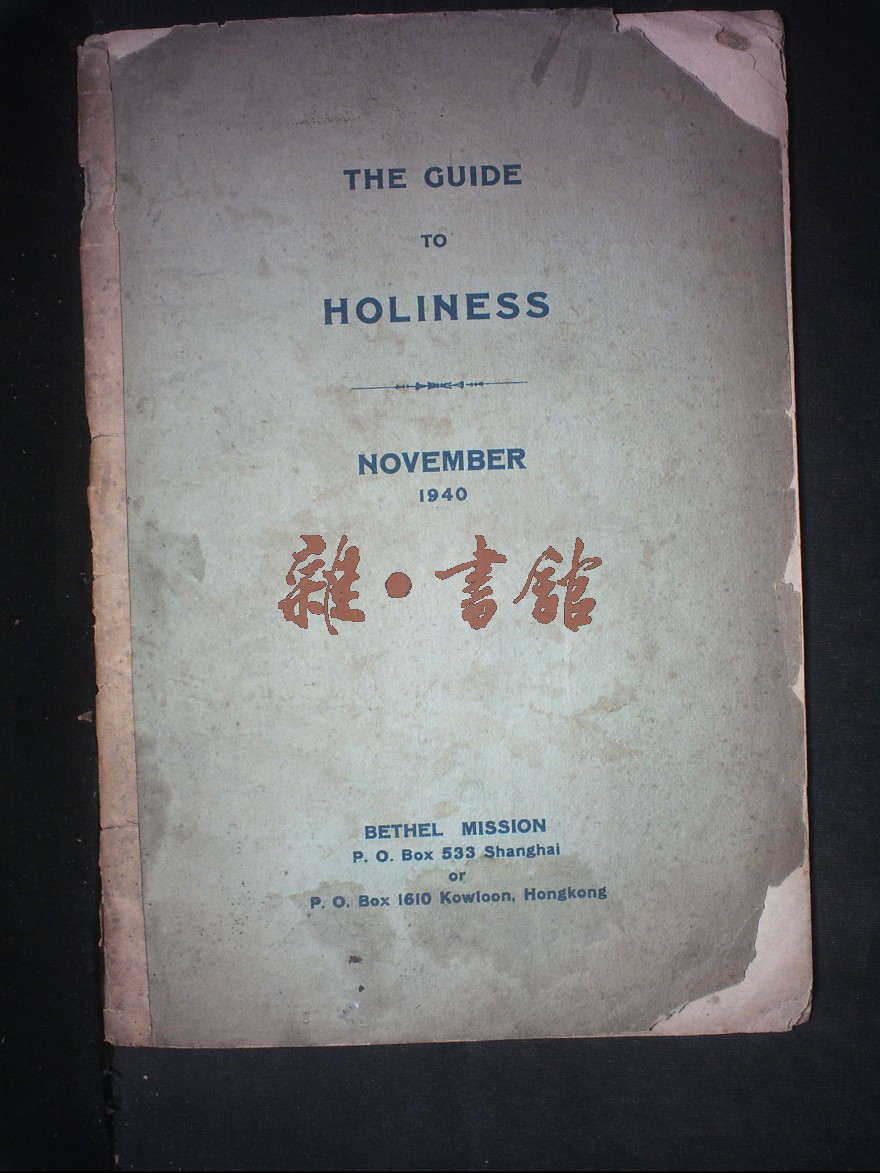 THE GUIDE
TO
HOLINESS
NOVEMBER
1940
雜•書館
BETHEL MISSION
P. O. Box 533 Shanghai
or
P. O. Box 1610 Kowloon, Hongkong